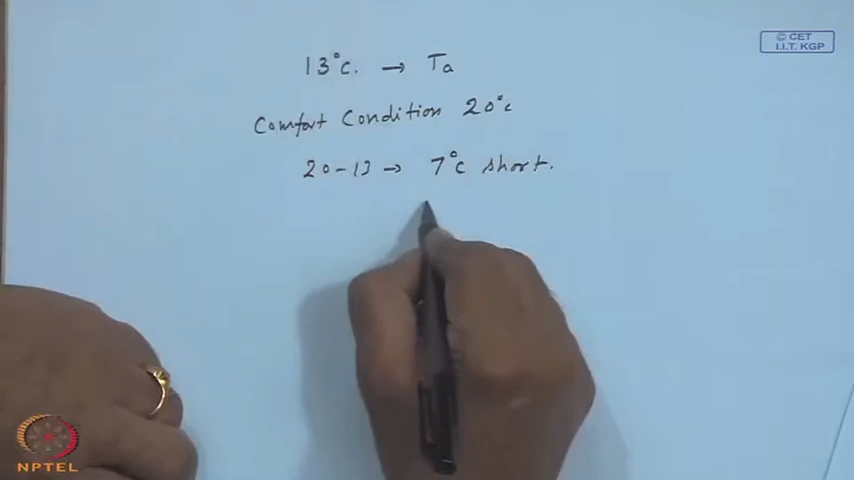 © CET
I.I.T. KGP
13°c. → Ta
Comfort Condition 20°c
20-13 → 7°c short.
NPTEL